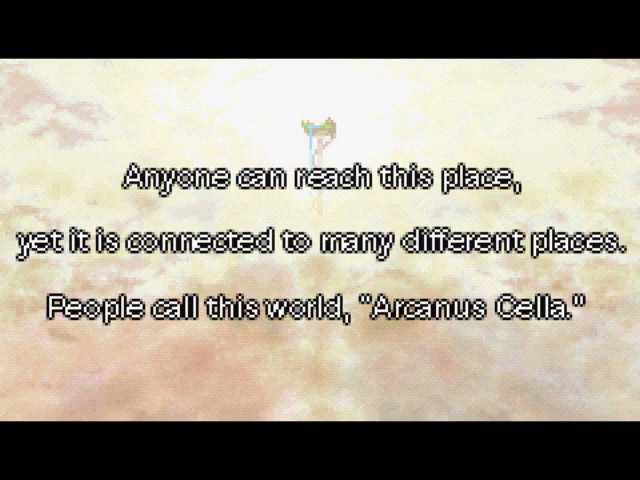 Anyone can reach this place,
yet it is connected to many different places.
People call this world, "Arcanus Cella."